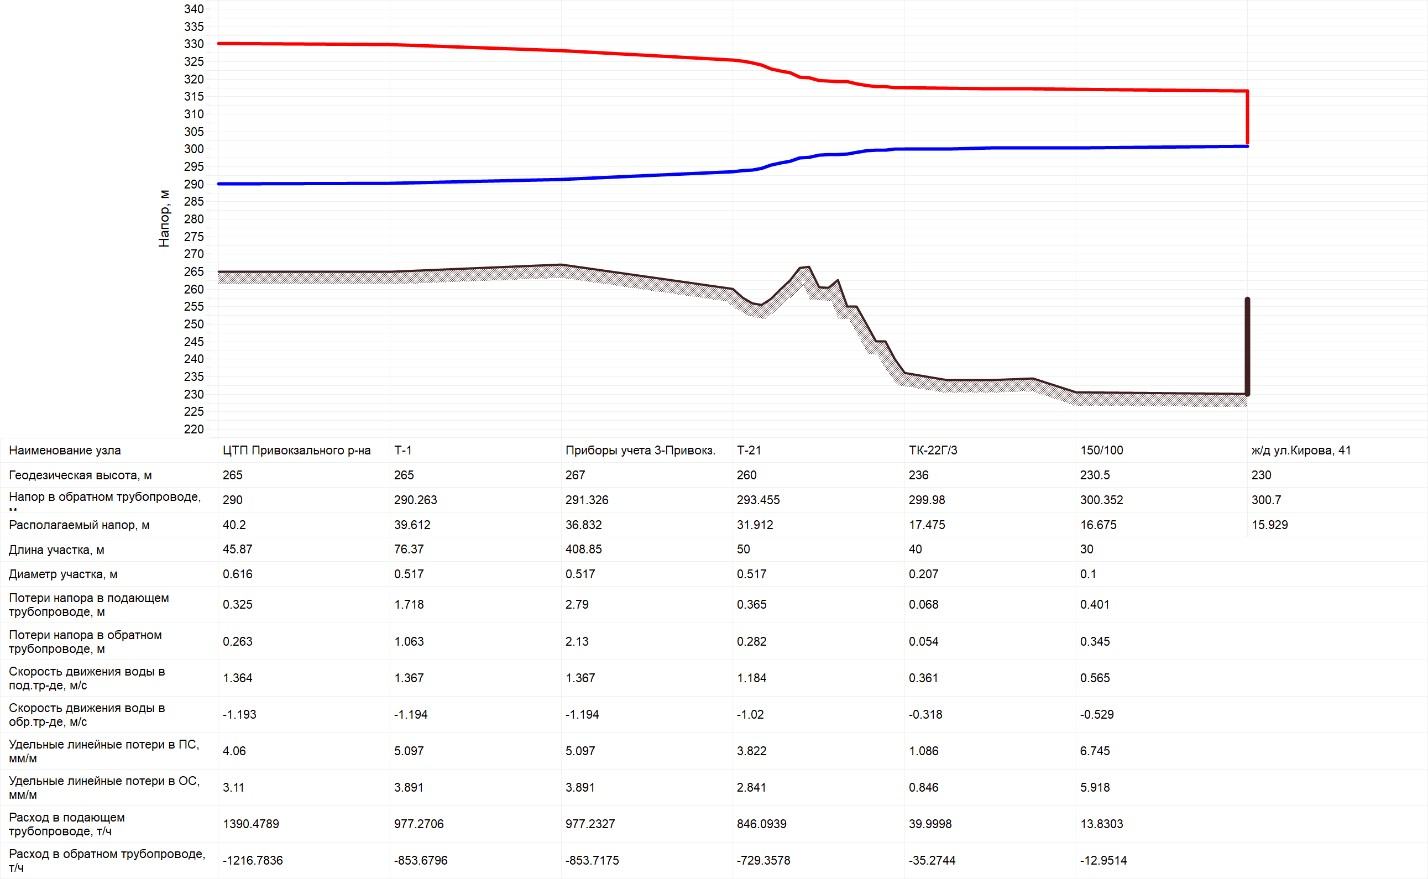 340
335
330
325
320
315
310
305
300
295
290
285
280
275
270
265
260
255
250
245
240
235
230
225
220
Напор, м
Наименование узла ЦТП Привокзального р-на Т-1 Приборы учета 3-Привокз. Т-21 ТК-22Г/3 150/100 ж/д ул.Кирова, 41
Геодезическая высота, м 265 265 267 260 236 230.5 230
Напор в обратном трубопроводе, м 290 290.263 291.326 293.455 299.98 300.352 300.7
Располагаемый напор, м 40.2 39.612 36.832 31.912 17.475 16.675 15.929
Длина участка, м 45.87 76.37 408.85 50 40 30
Диаметр участка, м 0.616 0.517 0.517 0.517 0.207 0.1
Потери напора в подающем
трубопроводе, м 0.325 1.718 2.79 0.365 0.068 0.401
Потери напора в обратном
трубопроводе, м 0.263 1.063 2.13 0.282 0.054 0.345
Скорость движения воды в
под.тр-де, м/с 1.364 1.367 1.367 1.184 0.361 0.565
Скорость движения воды в
обр.тр-де, м/с -1.193 -1.194 -1.194 -1.02 -0.318 -0.529
Удельные линейные потери в ПС,
мм/м 4.06 5.097 5.097 3.822 1.086 6.745
Удельные линейные потери в ОС,
мм/м 3.11 3.891 3.891 2.841 0.846 5.918
Расход в подающем
трубопроводе, т/ч 1390.4789 977.2706 977.2327 846.0939 39.9998 13.8303
Расход в обратном трубопроводе,
т/ч -1216.7836 -853.6796 -853.7175 -729.3578 -35.2744 -12.9514